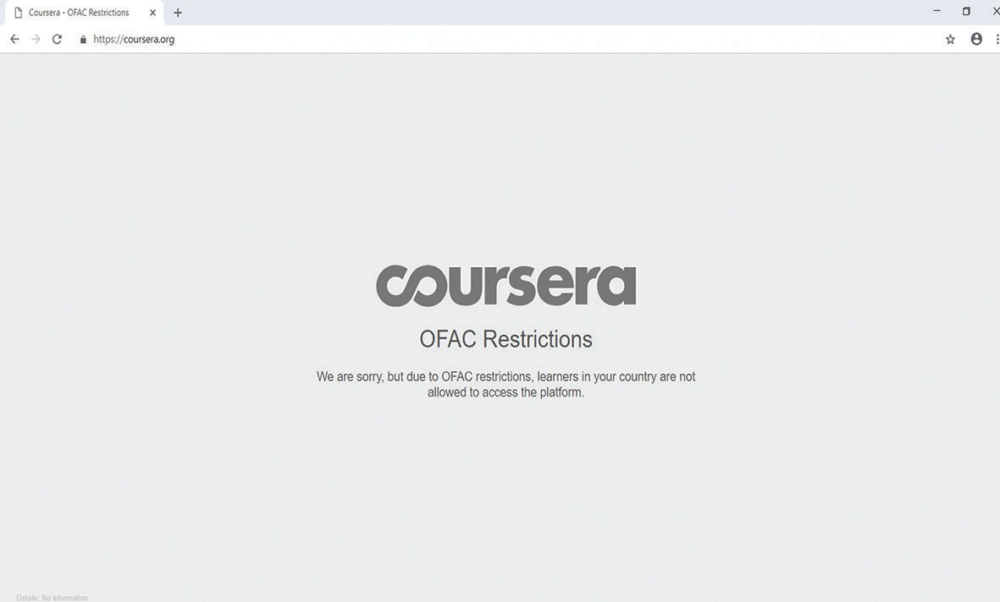 Coursera - OFAC Restrictions
https://coursera.org
coursera
OFAC Restrictions
We are sorry, but due to OFAC restrictions, learners in your country are not
allowed to access the platform.
Details: No information.